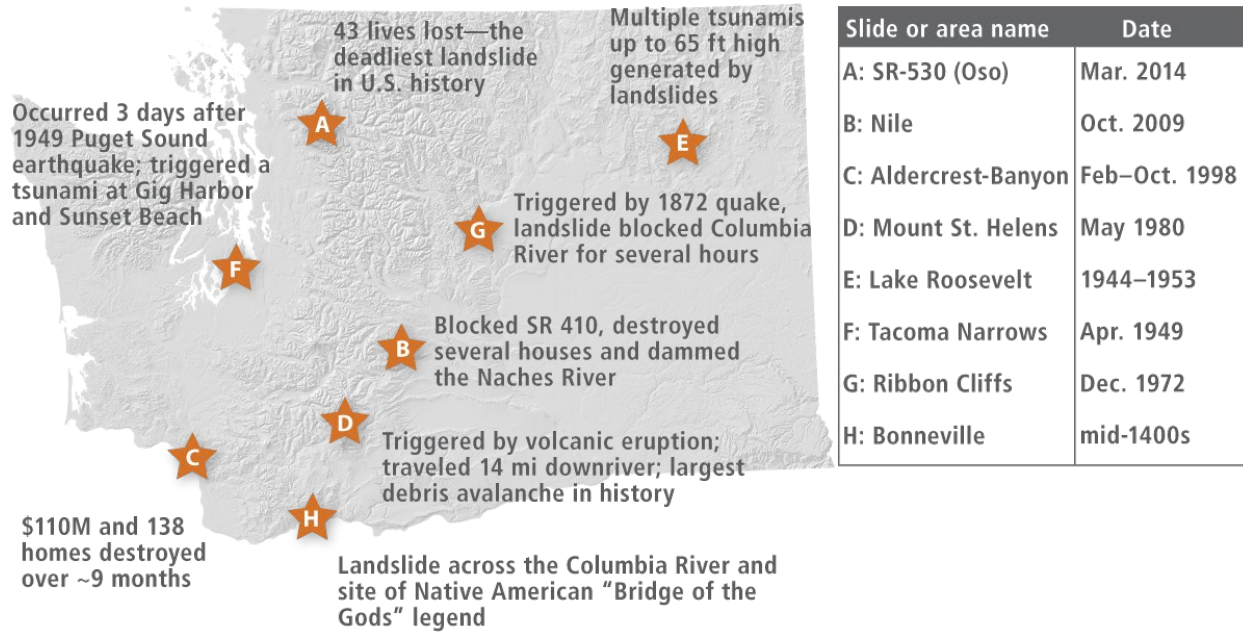 43 lives lost—the
deadliest landslide
in U.S. history
Multiple tsunamis
up to 65 ft high
generated by
landslides
Occurred 3 days after
1949 Puget Sound
earthquake; triggered a
tsunami at Gig Harbor
and Sunset Beach
A
E
Triggered by 1872 quake,
landslide blocked Columbia
River for several hours
G
F
Blocked SR 410, destroyed
several houses and dammed
the Naches River
B
D
Triggered by volcanic eruption;
traveled 14 mi downriver; largest
debris avalanche in history
C
H
$110M and 138
homes destroyed
over ~9 months
Landslide across the Columbia River and
site of Native American “Bridge of the
Gods” legend
Slide or area name Date
A: SR-530 (Oso) Mar. 2014
B: Nile Oct. 2009
C: Aldercrest-Banyon Feb–Oct. 1998
D: Mount St. Helens May 1980
E: Lake Roosevelt 1944–1953
F: Tacoma Narrows Apr. 1949
G: Ribbon Cliffs Dec. 1972
H: Bonneville mid-1400s